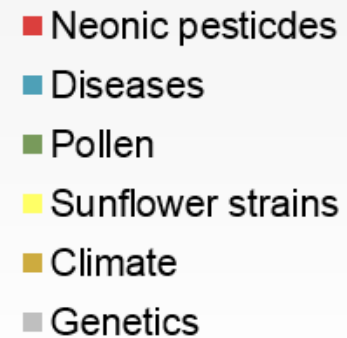 Neonic pesticdes
Diseases
Pollen
Sunflower strains
Climate
Genetics